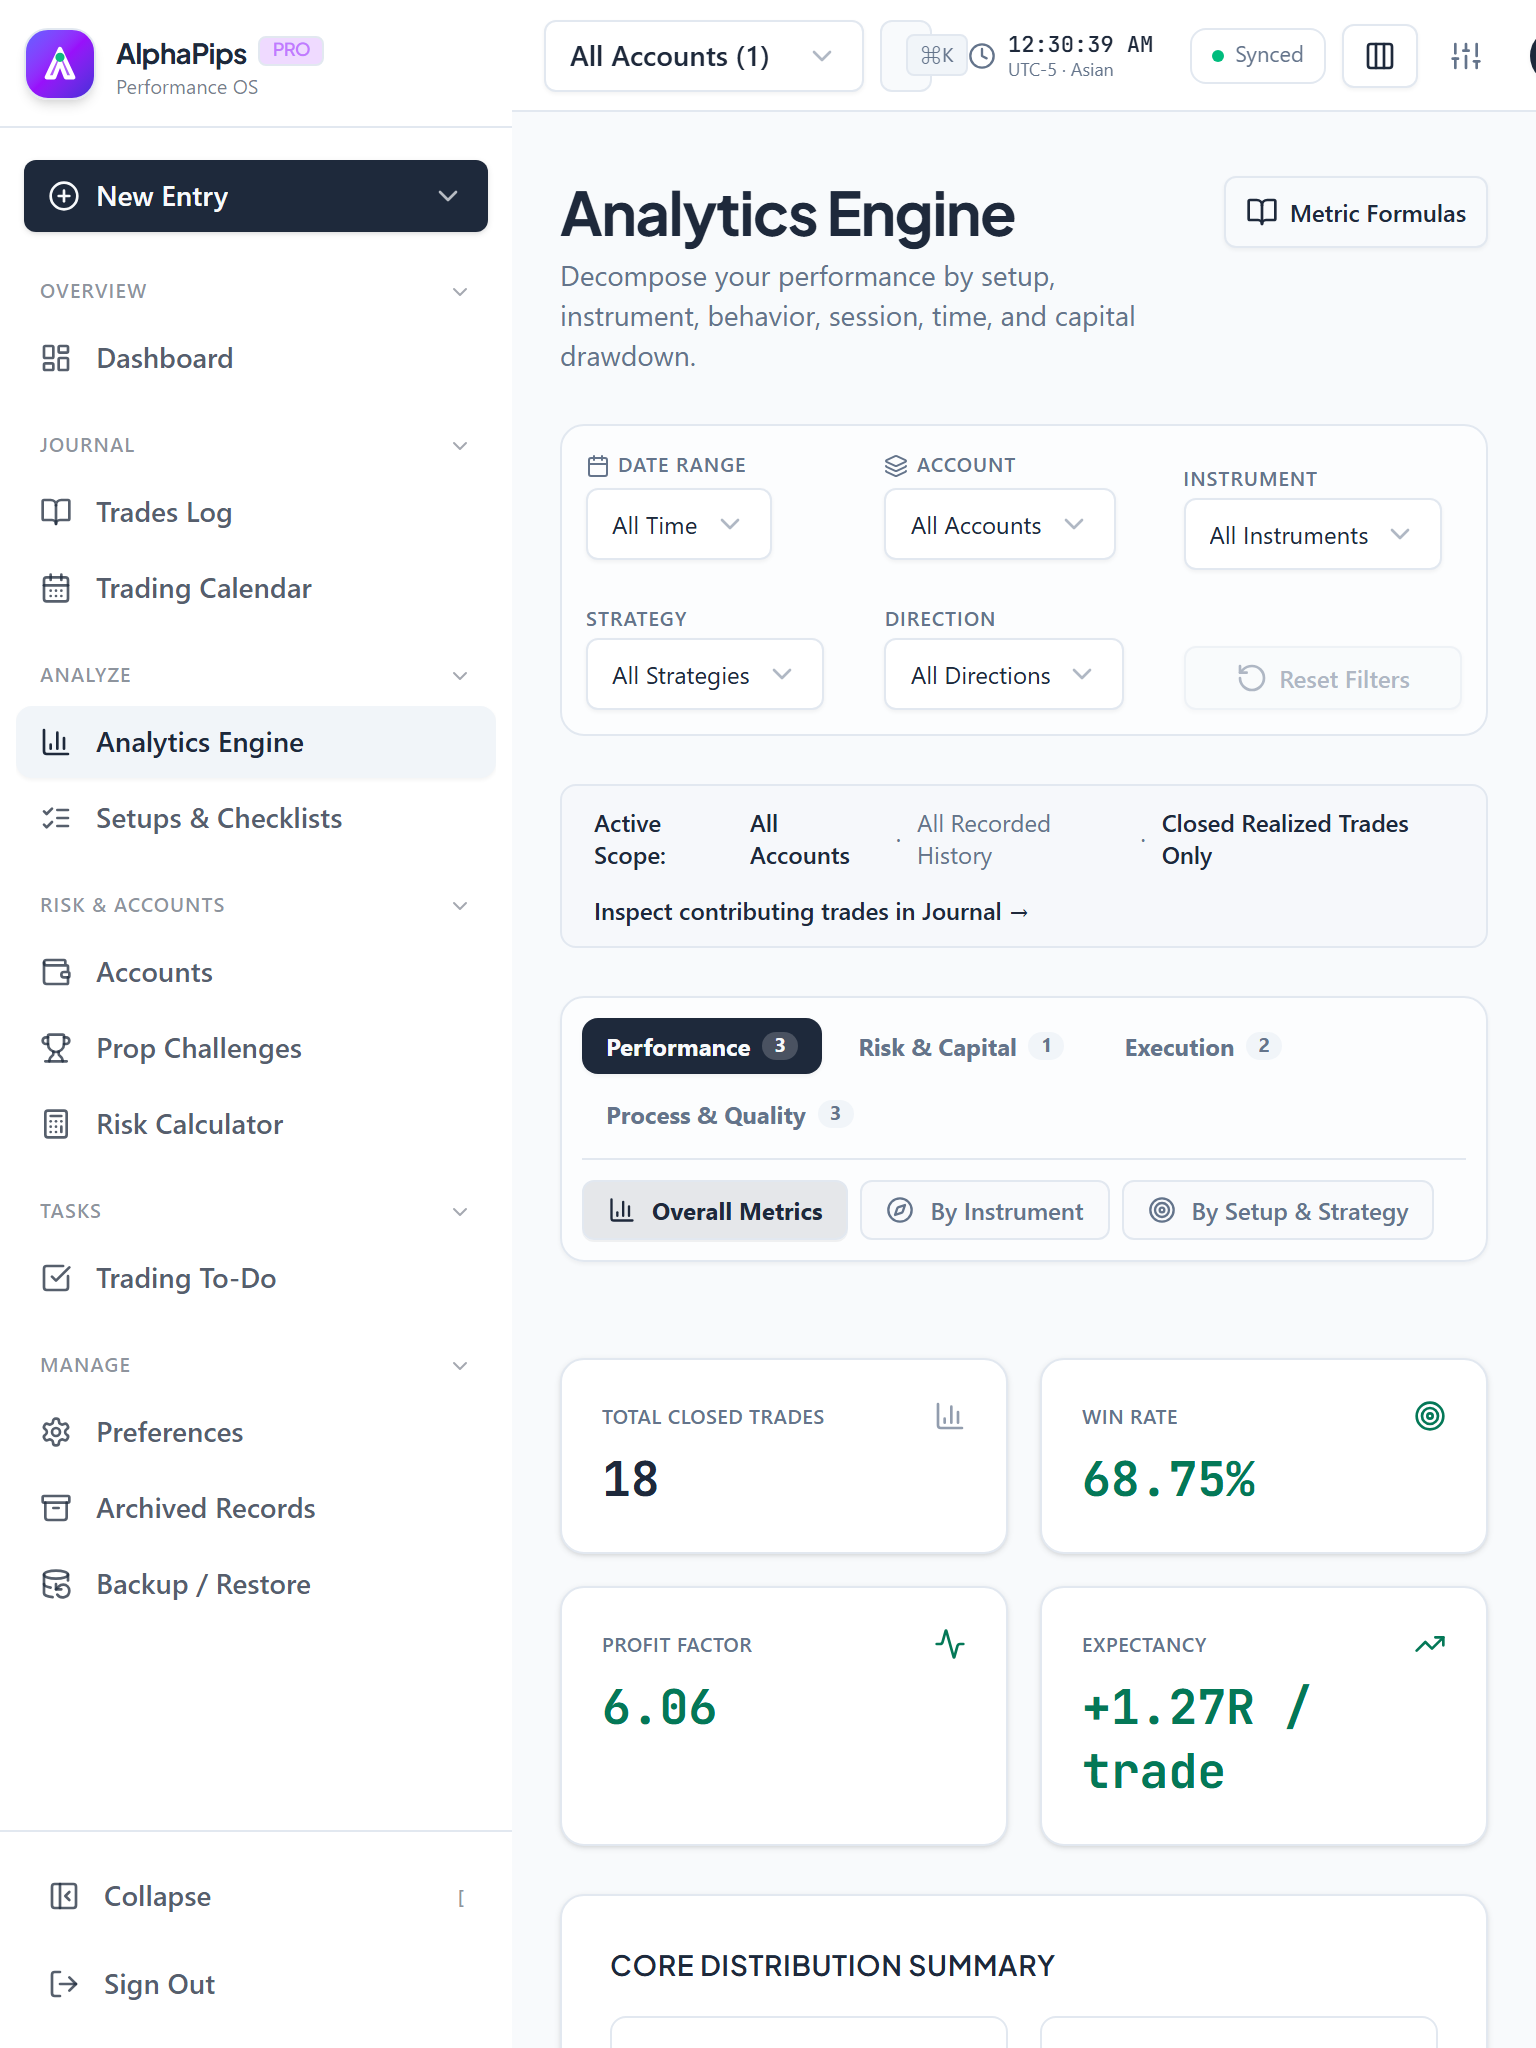 AlphaPips PRO
Performance OS
New Entry
OVERVIEW
Dashboard
JOURNAL
Trades Log
Trading Calendar
ANALYZE
Analytics Engine
Setups & Checklists
RISK & ACCOUNTS
Accounts
Prop Challenges
Risk Calculator
TASKS
Trading To-Do
MANAGE
Preferences
Archived Records
Backup / Restore
Collapse [
Sign Out
All Accounts (1)
⌘K
12:30:39 AM
UTC-5 · Asian
Synced
Analytics Engine
Metric Formulas
Decompose your performance by setup,
instrument, behavior, session, time, and capital
drawdown.
DATE RANGE
All Time
ACCOUNT
All Accounts
INSTRUMENT
All Instruments
STRATEGY
All Strategies
DIRECTION
All Directions
Reset Filters
Active
Scope:
All
Accounts
·
All Recorded
History
·
Closed Realized Trades
Only
Inspect contributing trades in Journal →
Performance 3
Risk & Capital 1
Execution 2
Process & Quality 3
Overall Metrics
By Instrument
By Setup & Strategy
TOTAL CLOSED TRADES
18
WIN RATE
68.75%
PROFIT FACTOR
6.06
EXPECTANCY
+1.27R /
trade
CORE DISTRIBUTION SUMMARY